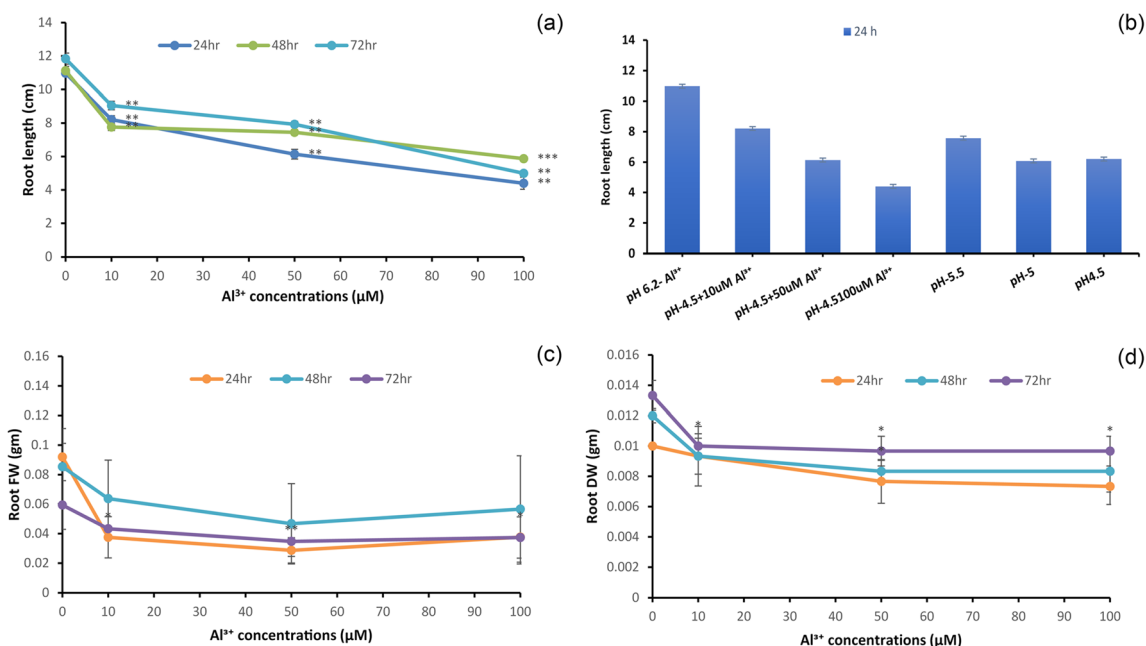 (a)
24hr 48hr 72hr
Root length (cm)
14
12
10
8
6
4
2
0
**
**
**
**
**
**
***
**
**
0 10 20 30 40 50 60 70 80 90 100
Al³⁺ concentrations (µM)
(b)
24 h
Root length (cm)
14
12
10
8
6
4
2
0
pH 6.2- Al³⁺
pH-4.5+10uM Al³⁺
pH-4.5+50uM Al³⁺
pH-4.5100uM Al³⁺
pH-5.5
pH-5
pH4.5
(c)
24hr 48hr 72hr
Root FW (gm)
0.16
0.14
0.12
0.1
0.08
0.06
0.04
0.02
0
*
**
*
0 10 20 30 40 50 60 70 80 90 100
Al³⁺ concentrations (µM)
(d)
24hr 48hr 72hr
Root DW (gm)
0.016
0.014
0.012
0.010
0.008
0.006
0.004
0.002
0.000
*
*
*
0 10 20 30 40 50 60 70 80 90 100
Al³⁺ concentrations (µM)